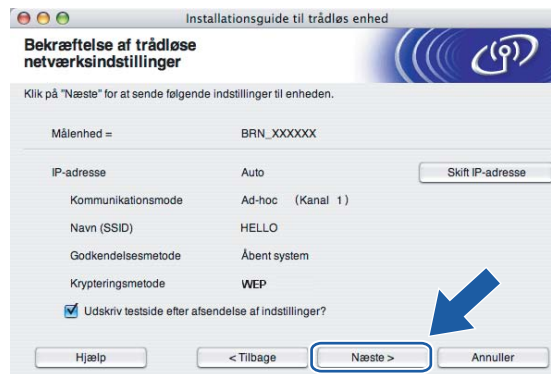 Installationsguide til trådløs enhed
Bekræftelse af trådløse
netværksindstillinger
Klik på "Næste" for at sende følgende indstillinger til enheden.
Målenhed = BRN_XXXXXX
IP-adresse Auto Skift IP-adresse
Kommunikationsmode Ad-hoc (Kanal 1)
Navn (SSID) HELLO
Godkendelsesmetode Åbent system
Krypteringsmetode WEP
Udskriv testside efter afsendelse af indstillinger?
Hjælp < Tilbage Næste > Annuller